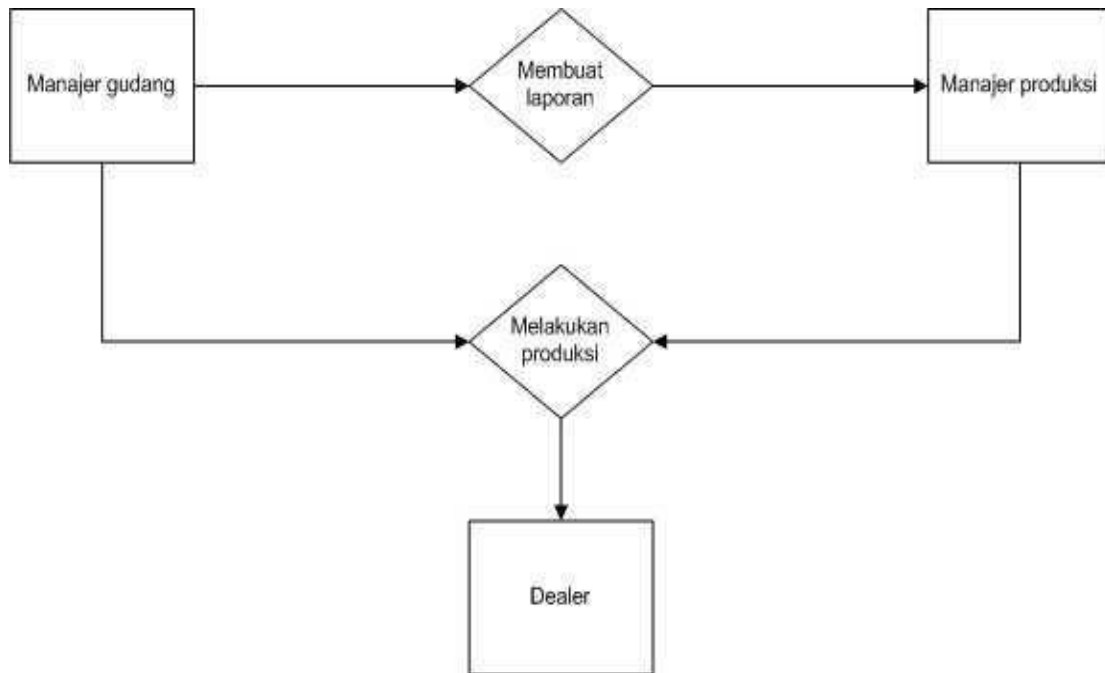 Manajer gudang
Membuat
laporan
Manajer produksi
Melakukan
produksi
Dealer